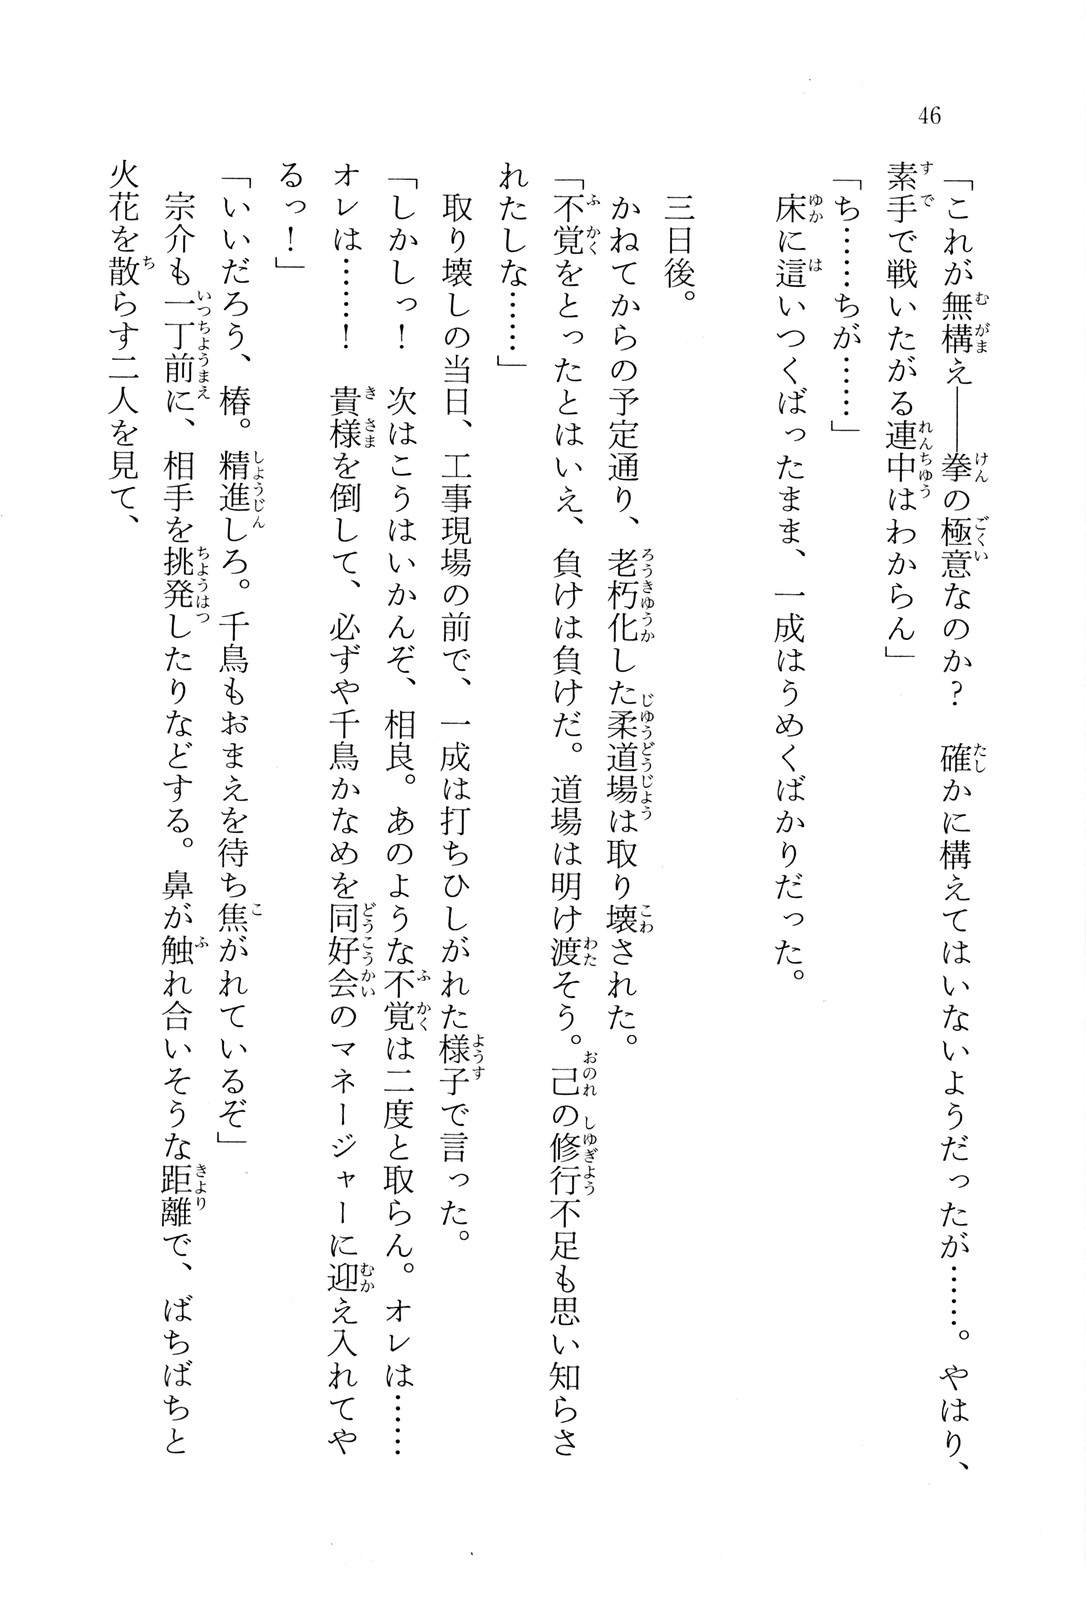 46
「これが無構え――拳の極意なのか？　確かに構えてはいないようだったが……。やはり、
素手で戦いたがる連中はわからん」
「ち……ちが……」
　床に這いつくばったまま、一成はうめくばかりだった。
　三日後。
　かねてからの予定通り、老朽化した柔道場は取り壊された。
「不覚をとったとはいえ、負けは負けだ。道場は明け渡そう。己の修行不足も思い知らさ
れたしな……」
　取り壊しの当日、工事現場の前で、一成は打ちひしがれた様子で言った。
「しかしっ！　次はこうはいかんぞ、相良。あのような不覚は二度と取らん。オレは……
オレは……！　貴様を倒して、必ずや千鳥かなめを同好会のマネージャーに迎え入れてや
るっ！」
「いいだろう、椿。精進しろ。千鳥もおまえを待ち焦がれているぞ」
　宗介も一丁前に、相手を挑発したりなどする。鼻が触れ合いそうな距離で、ばちばちと
火花を散らす二人を見て、